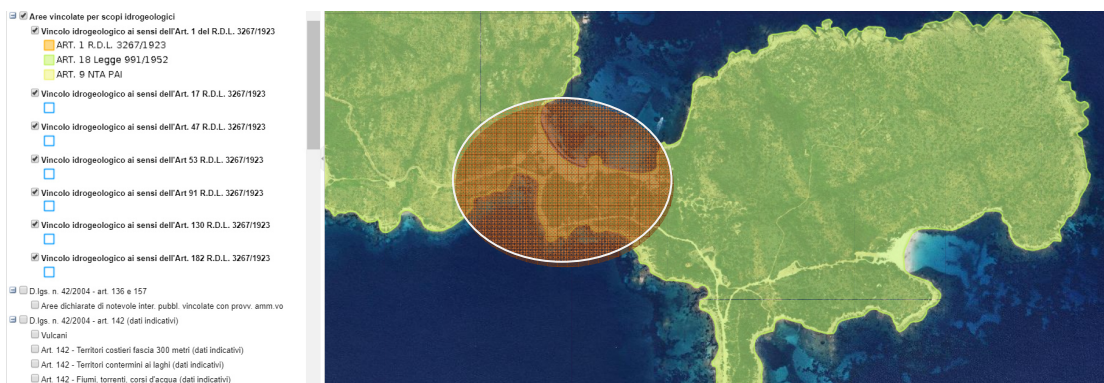 Aree vincolate per scopi idrogeologici
Vincolo idrogeologico ai sensi dell'Art. 1 del R.D.L. 3267/1923
ART. 1 R.D.L. 3267/1923
ART. 18 Legge 991/1952
ART. 9 NTA PAI
Vincolo idrogeologico ai sensi dell'Art. 17 R.D.L. 3267/1923
Vincolo idrogeologico ai sensi dell'Art. 47 R.D.L. 3267/1923
Vincolo idrogeologico ai sensi dell'Art 53 R.D.L. 3267/1923
Vincolo idrogeologico ai sensi dell'Art 91 R.D.L. 3267/1923
Vincolo idrogeologico ai sensi dell'Art. 130 R.D.L. 3267/1923
Vincolo idrogeologico ai sensi dell'Art. 182 R.D.L. 3267/1923
D.lgs. n. 42/2004 - art. 136 e 157
Aree dichiarate di notevole inter. pubbl. vincolate con provv. amm.vo
D.lgs. n. 42/2004 - art. 142 (dati indicativi)
Vulcani
Art. 142 - Territori costieri fascia 300 metri (dati indicativi)
Art. 142 - Territori contermini ai laghi (dati indicativi)
Art. 142 - Fiumi, torrenti, corsi d'acqua (dati indicativi)